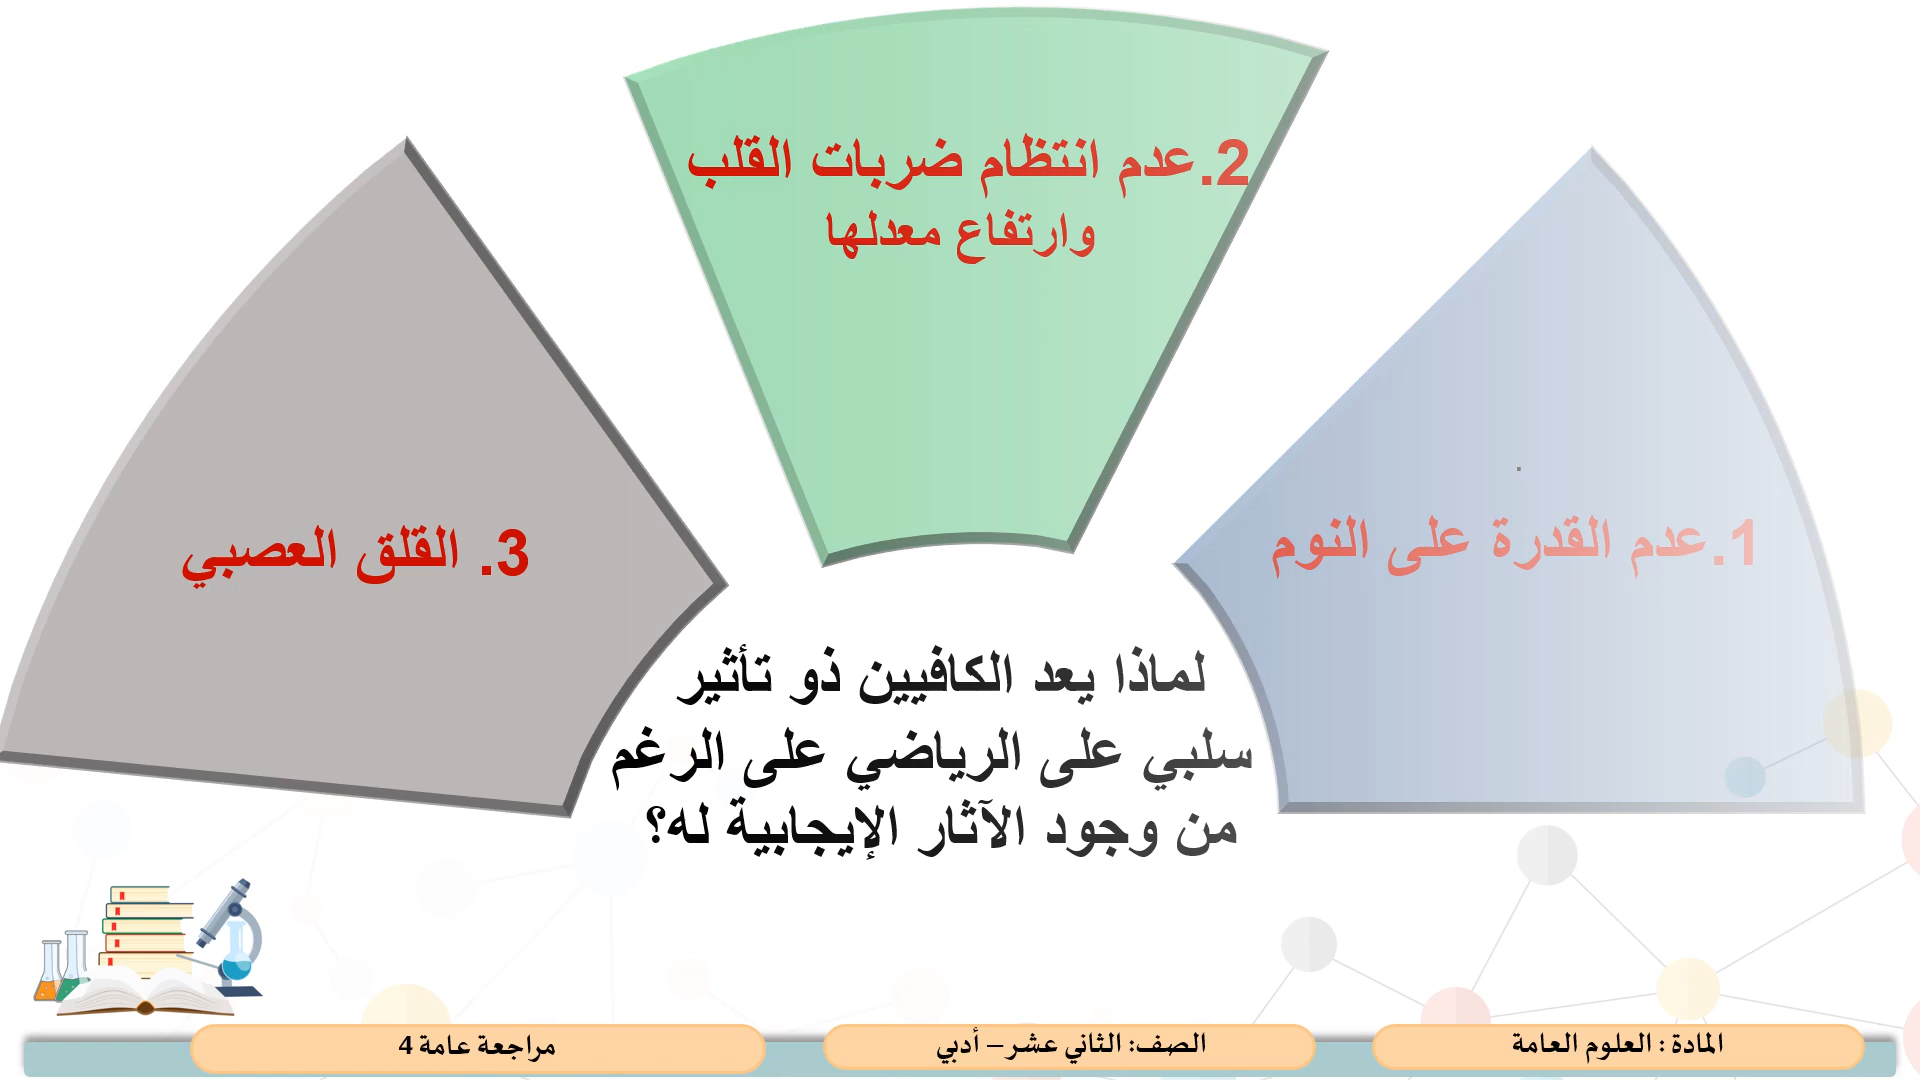 1.عدم القدرة على النوم
2.عدم انتظام ضربات القلب
وارتفاع معدلها
3. القلق العصبي
لماذا يعد الكافيين ذو تأثير
سلبي على الرياضي على الرغم
من وجود الآثار الإيجابية له؟
المادة : العلوم العامة
الصف: الثاني عشر – أدبي
مراجعة عامة 4